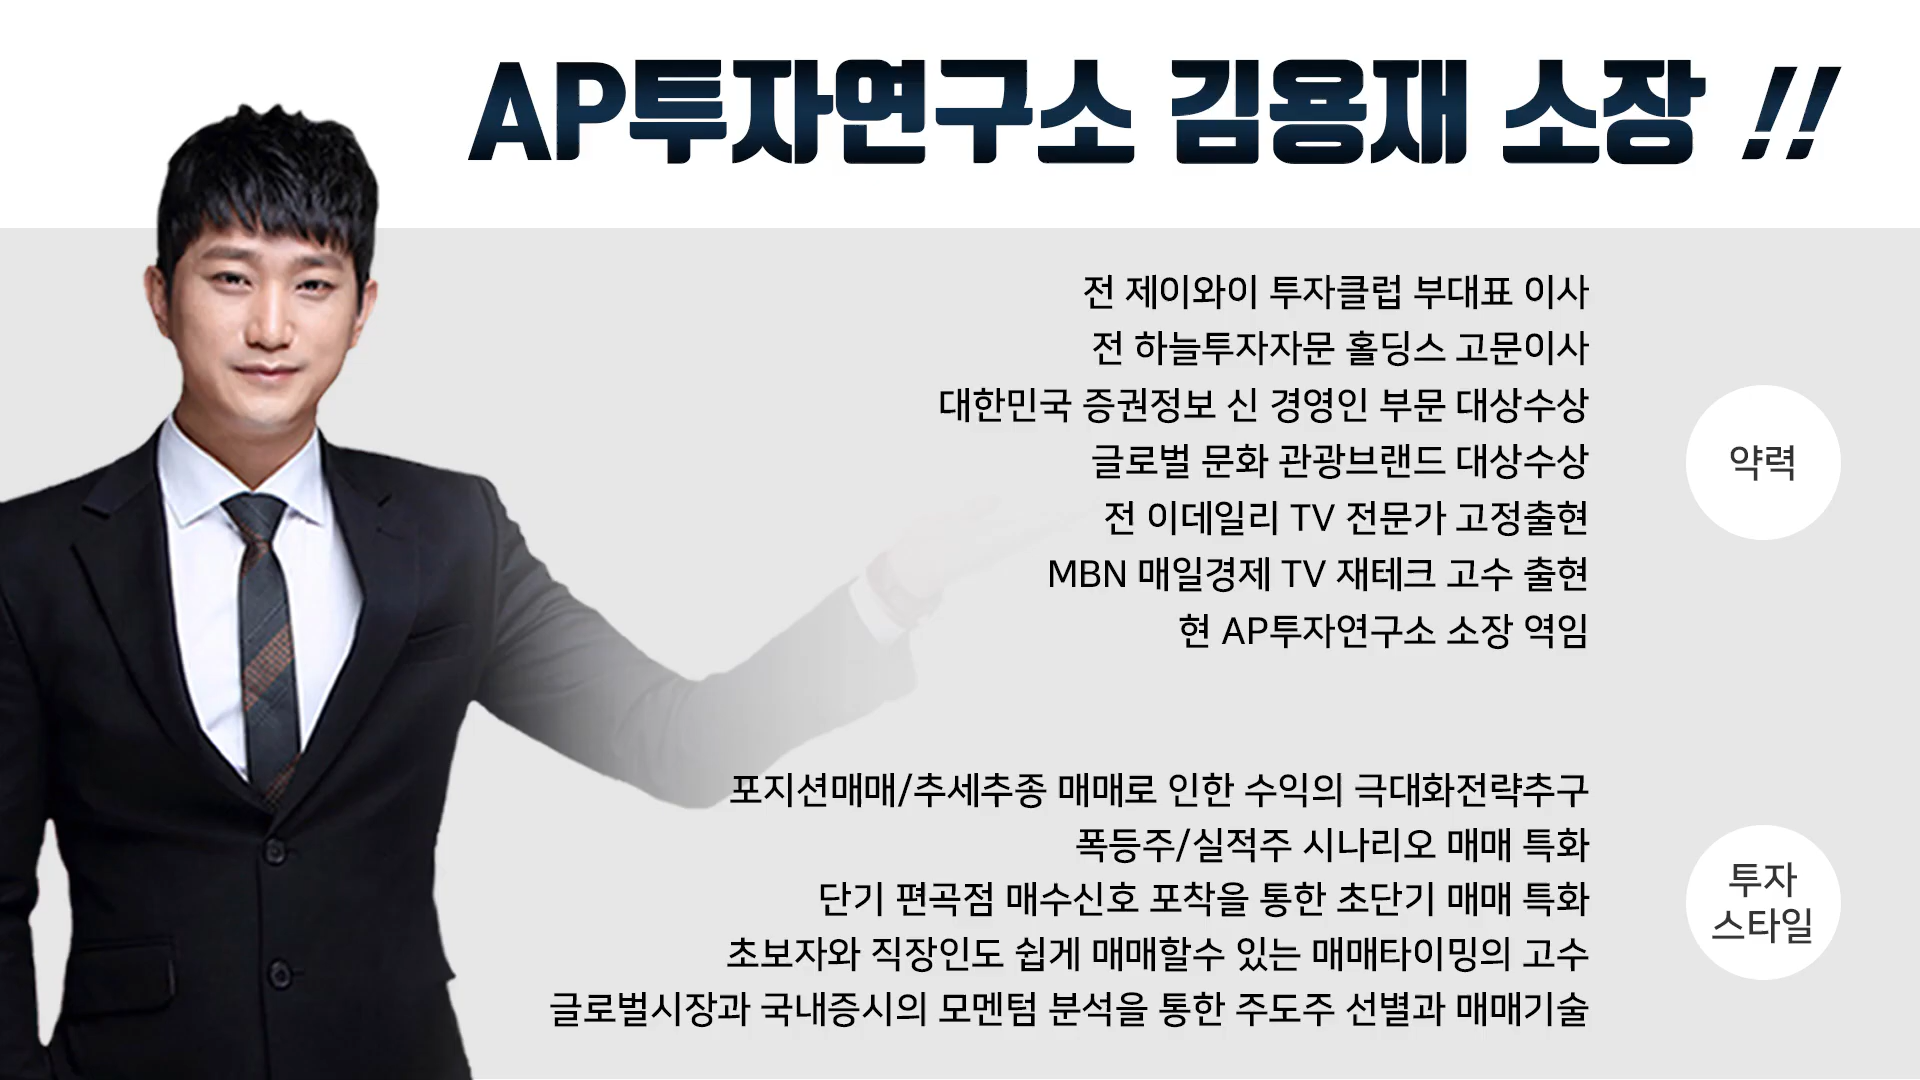 AP투자연구소 김용재 소장 !!
전 제이와이 투자클럽 부대표 이사
전 하늘투자자문 홀딩스 고문이사
대한민국 증권정보 신 경영인 부문 대상수상
글로벌 문화 관광브랜드 대상수상
전 이데일리 TV 전문가 고정출현
MBN 매일경제 TV 재테크 고수 출현
현 AP투자연구소 소장 역임
약력
포지션매매/추세추종 매매로 인한 수익의 극대화전략추구
폭등주/실적주 시나리오 매매 특화
단기 편곡점 매수신호 포착을 통한 초단기 매매 특화
초보자와 직장인도 쉽게 매매할수 있는 매매타이밍의 고수
글로벌시장과 국내증시의 모멘텀 분석을 통한 주도주 선별과 매매기술
투자
스타일